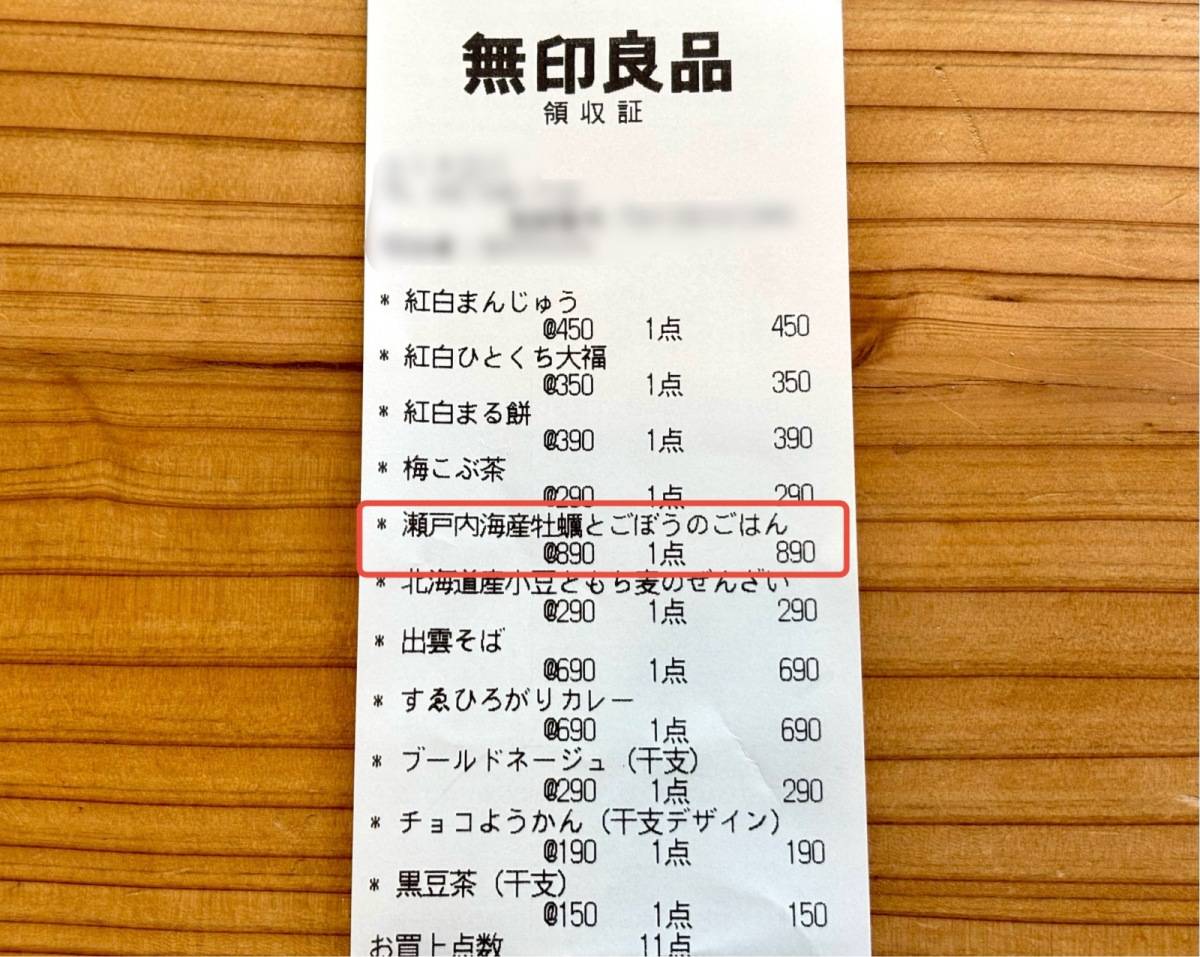 無印良品
領収証
* 紅白まんじゅう
@450 1点 450
* 紅白ひとくち大福
@350 1点 350
* 紅白まる餅
@390 1点 390
* 梅こぶ茶
@290 1点 290
* 瀬戸内海産牡蠣とごぼうのごはん
@890 1点 890
* 北海道産小豆ともち麦のぜんざい
@290 1点 290
* 出雲そば
@690 1点 690
* すゑひろがりカレー
@690 1点 690
* ブールドネージュ（干支）
@290 1点 290
* チョコようかん（干支デザイン）
@190 1点 190
* 黒豆茶（干支）
@150 1点 150
お買上点数 11点